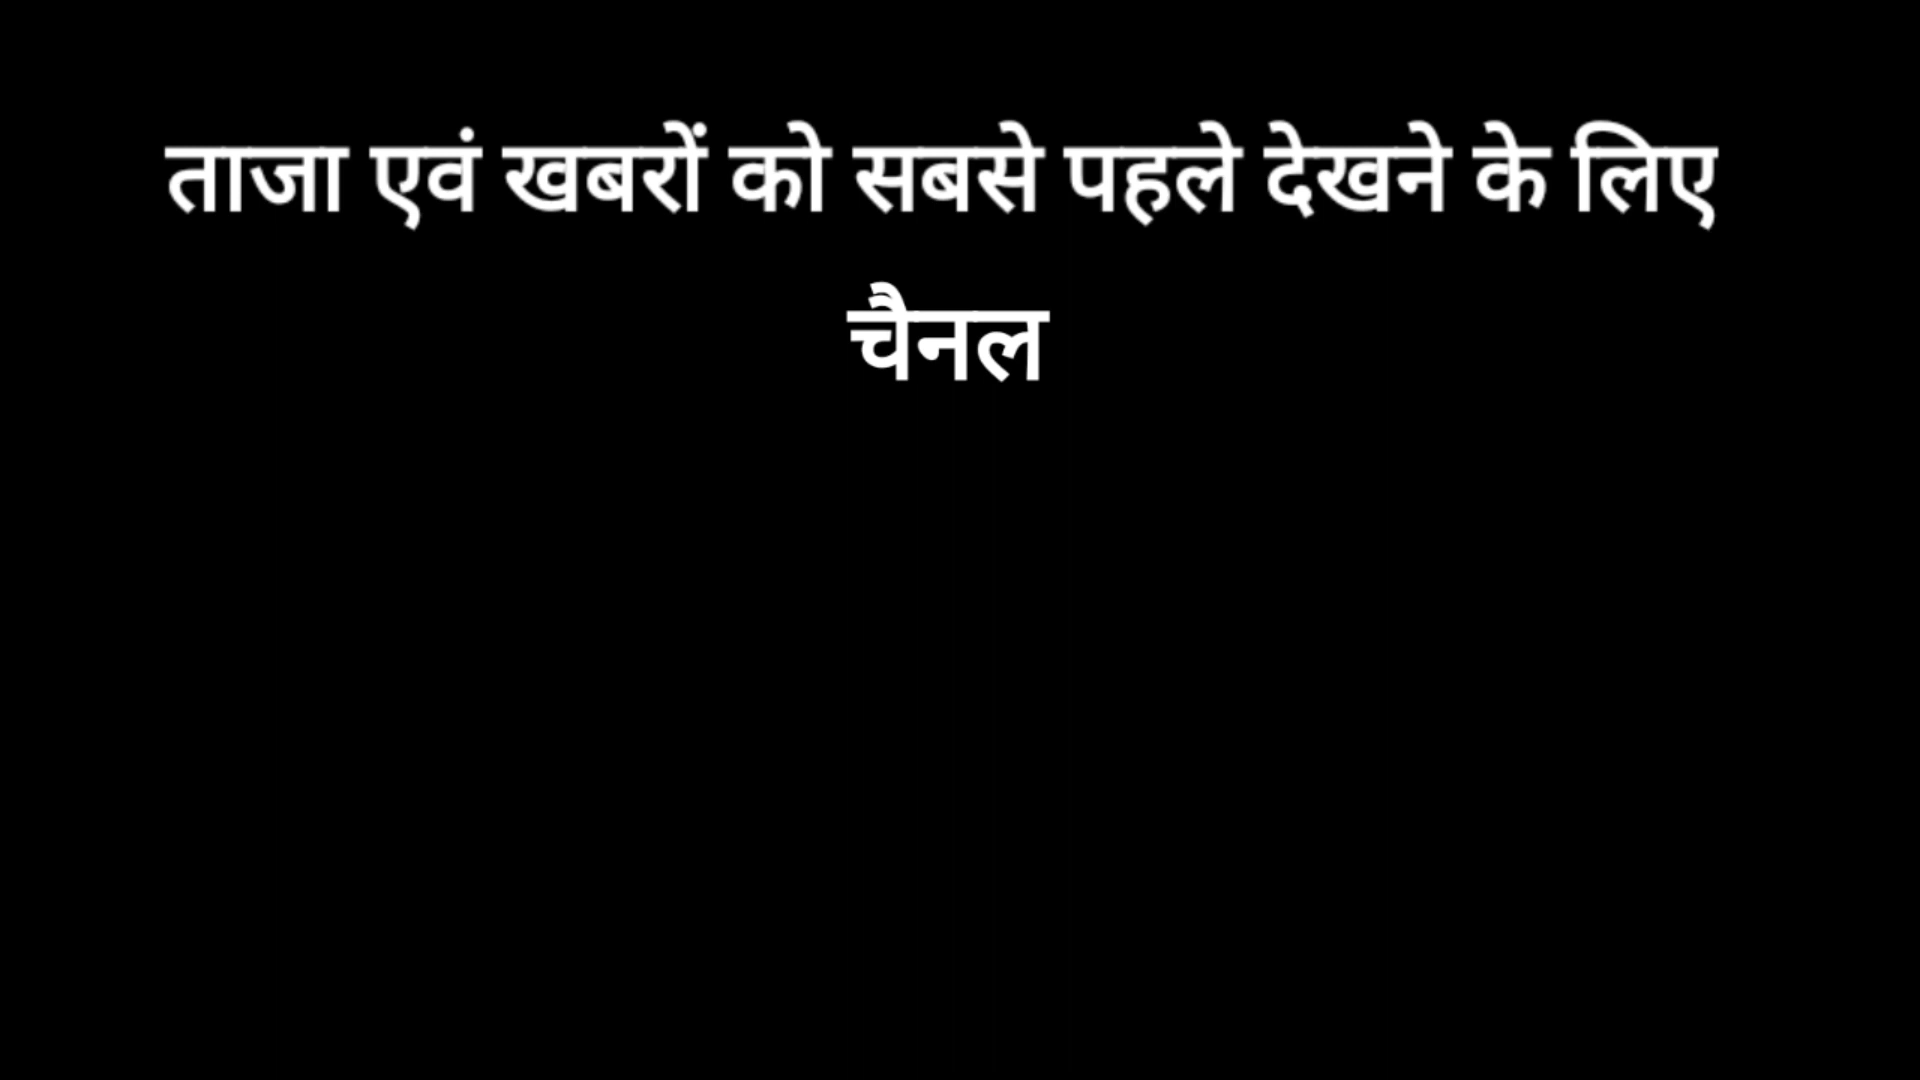 ताजा एवं खबरों को सबसे पहले देखने के लिए
चैनल